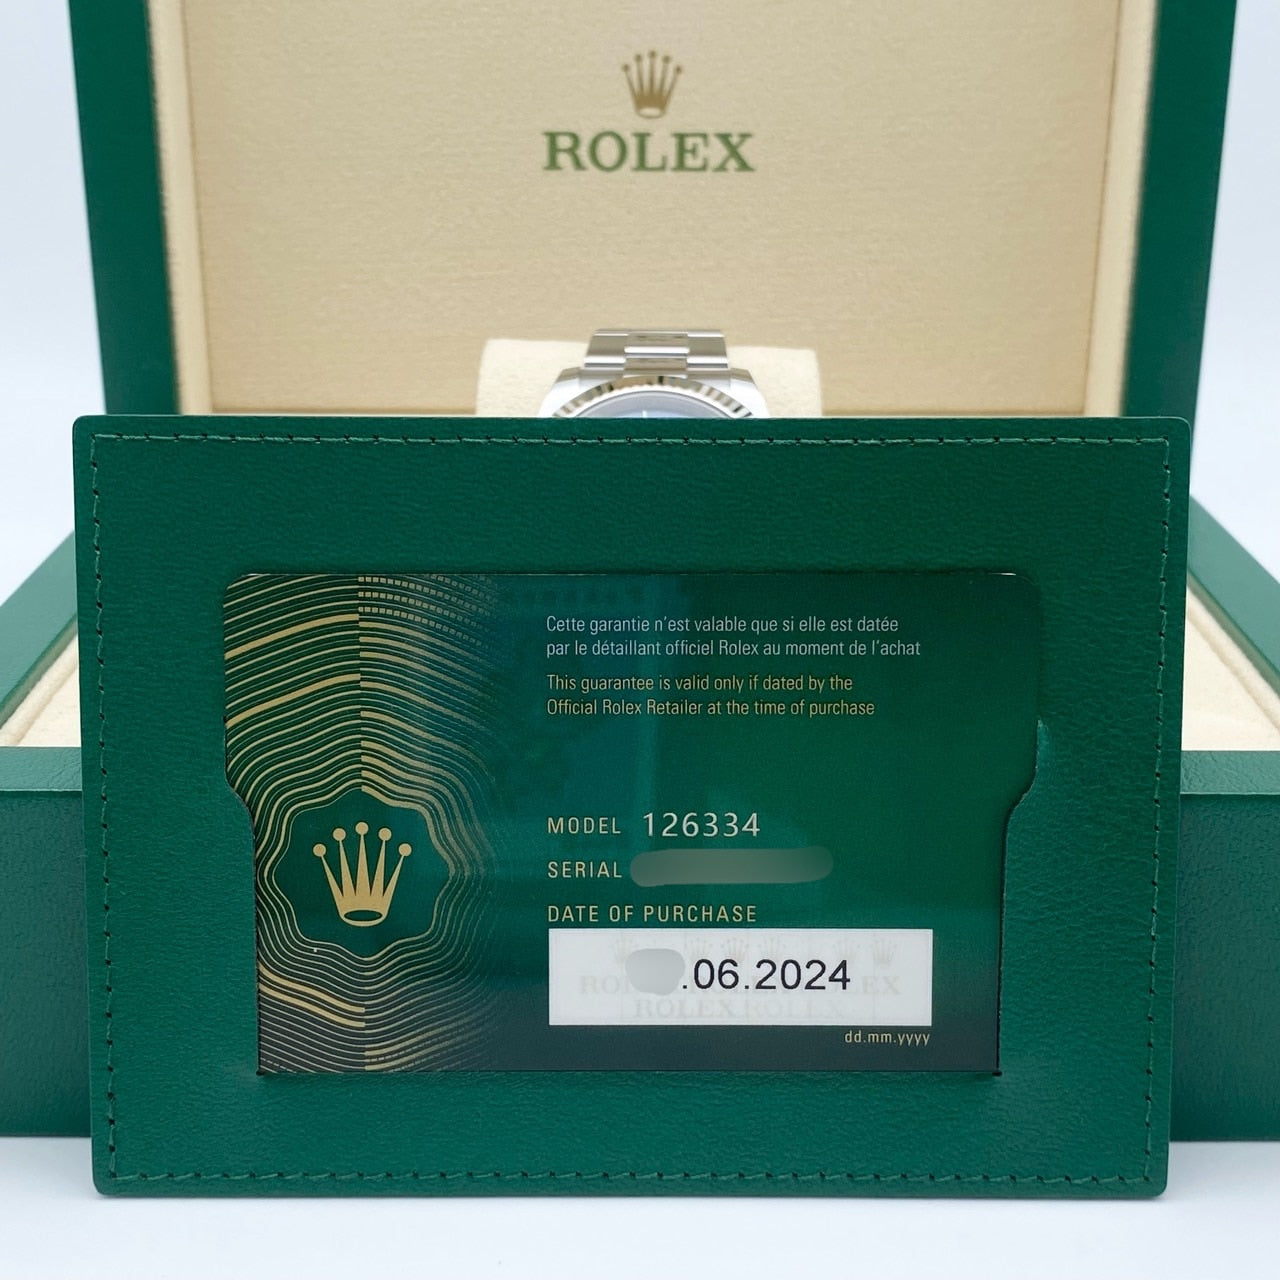 ROLEX
Cette garantie n'est valable que si elle est datée
par le détaillant officiel Rolex au moment de l'achat
This guarantee is valid only if dated by the
Official Rolex Retailer at the time of purchase
MODEL 126334
SERIAL
DATE OF PURCHASE
.06.2024
ROLEX ROLEX
dd.mm.yyyy